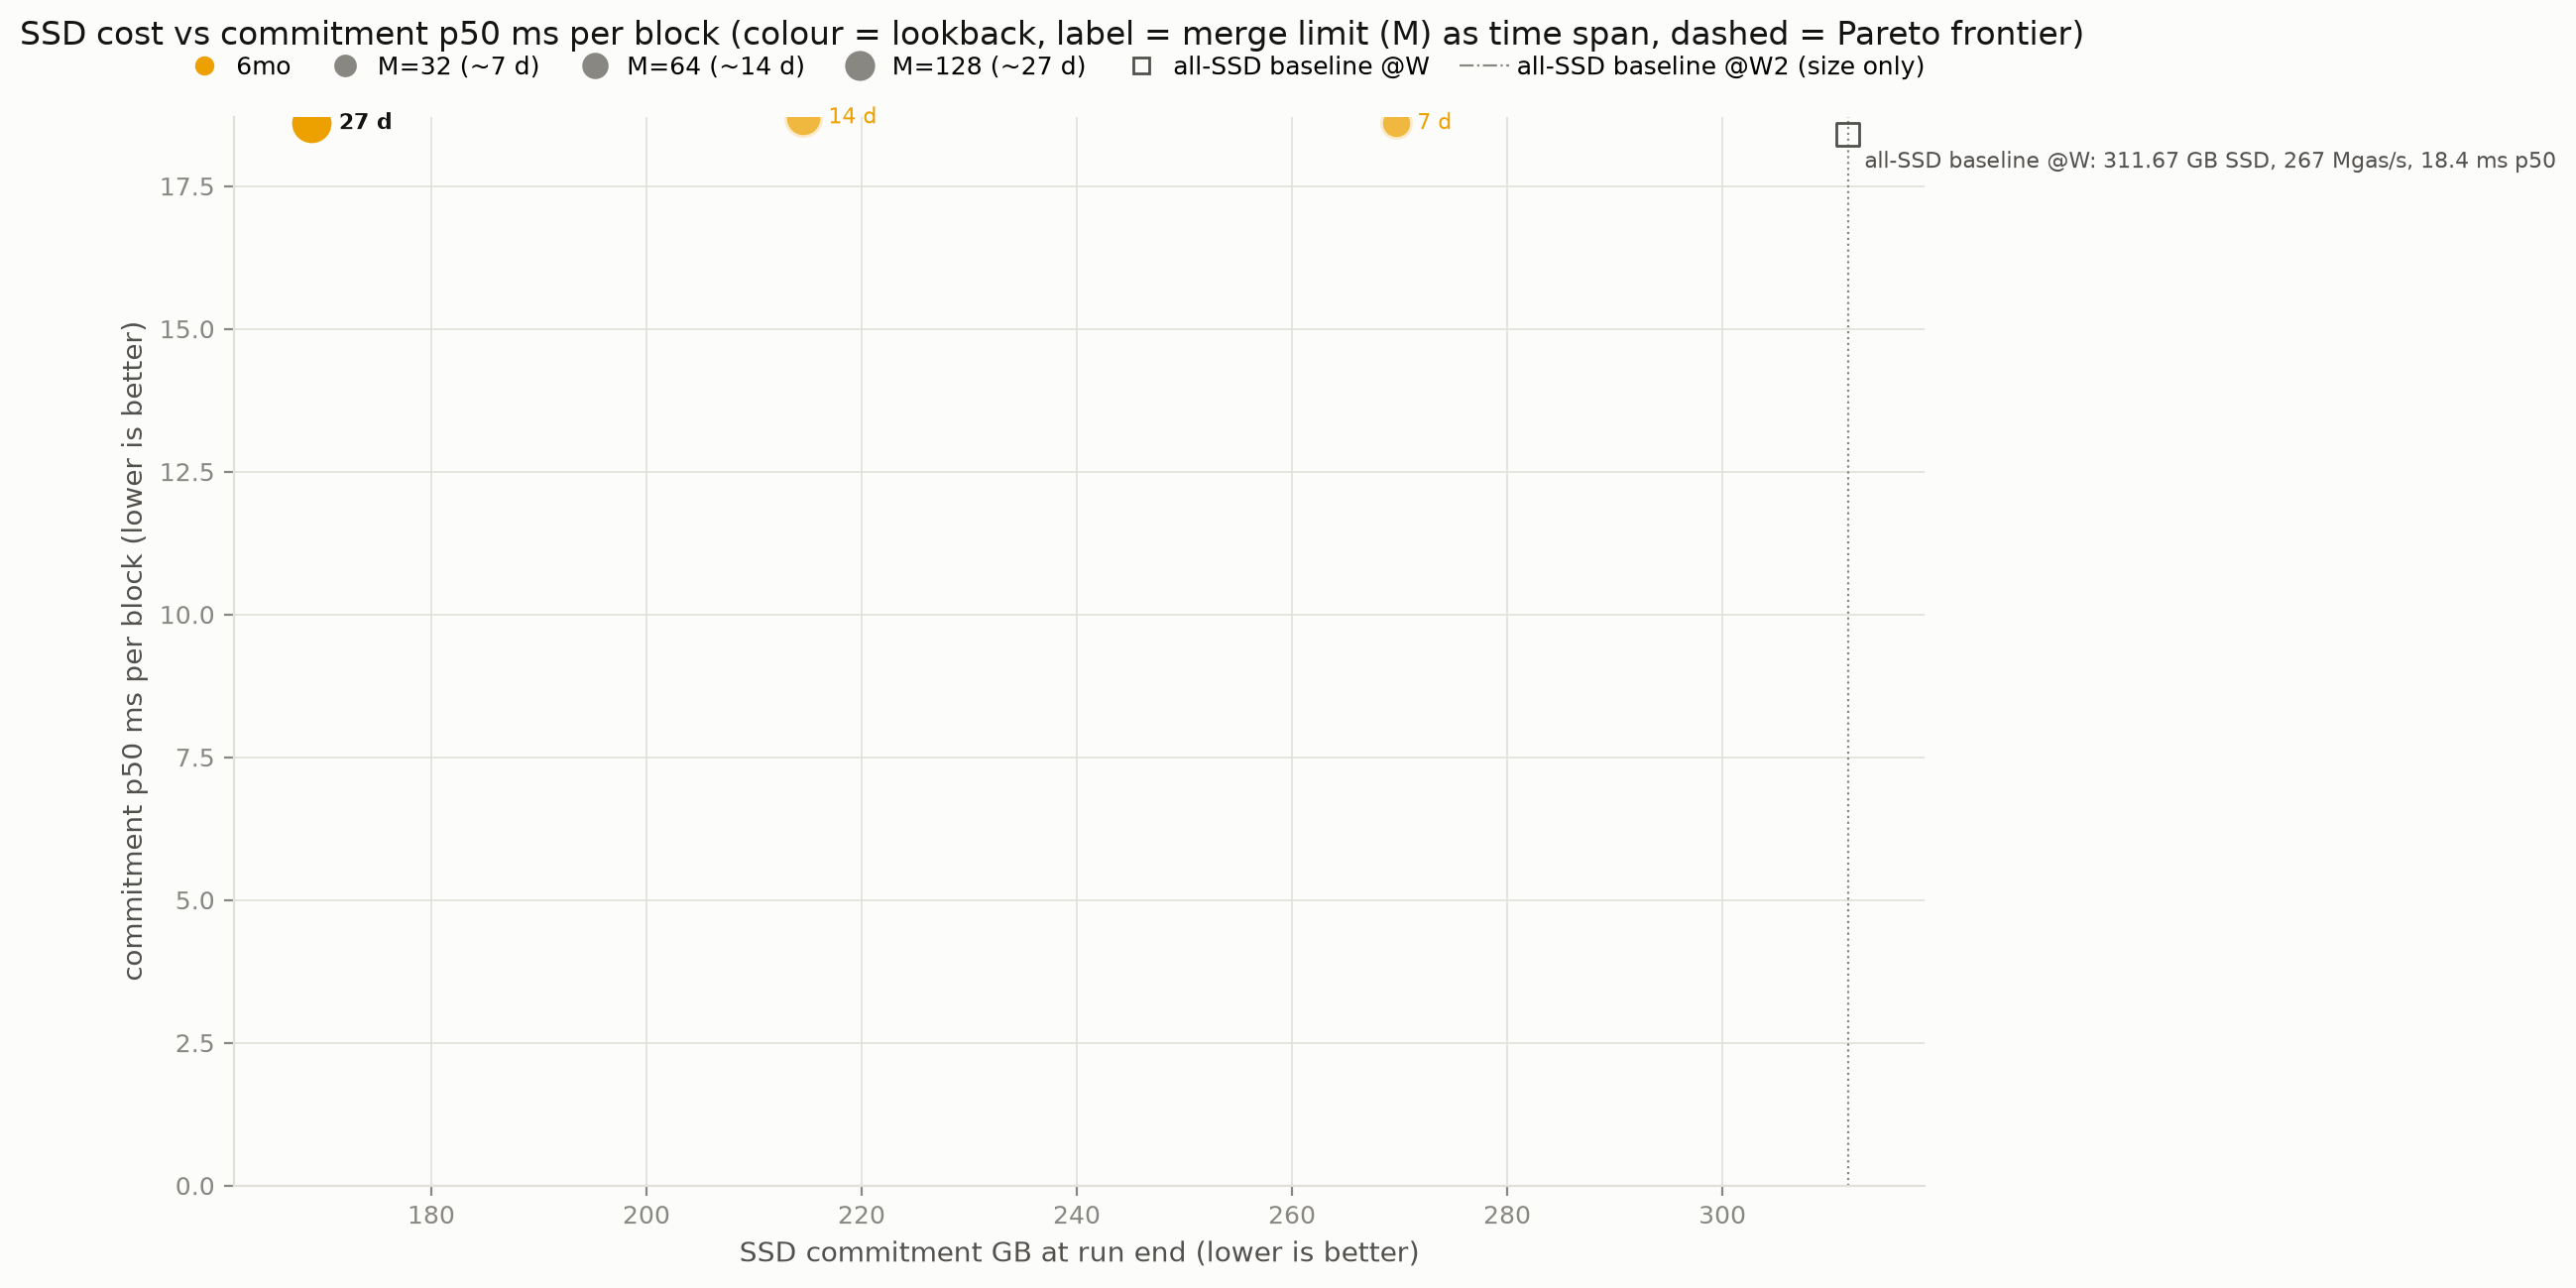 SSD cost vs commitment p50 ms per block (colour = lookback, label = merge limit (M) as time span, dashed = Pareto frontier)
6mo M=32 (~7 d) M=64 (~14 d) M=128 (~27 d) all-SSD baseline @W all-SSD baseline @W2 (size only)
27 d
14 d
7 d
all-SSD baseline @W: 311.67 GB SSD, 267 Mgas/s, 18.4 ms p50
commitment p50 ms per block (lower is better)
17.5
15.0
12.5
10.0
7.5
5.0
2.5
0.0
180 200 220 240 260 280 300
SSD commitment GB at run end (lower is better)